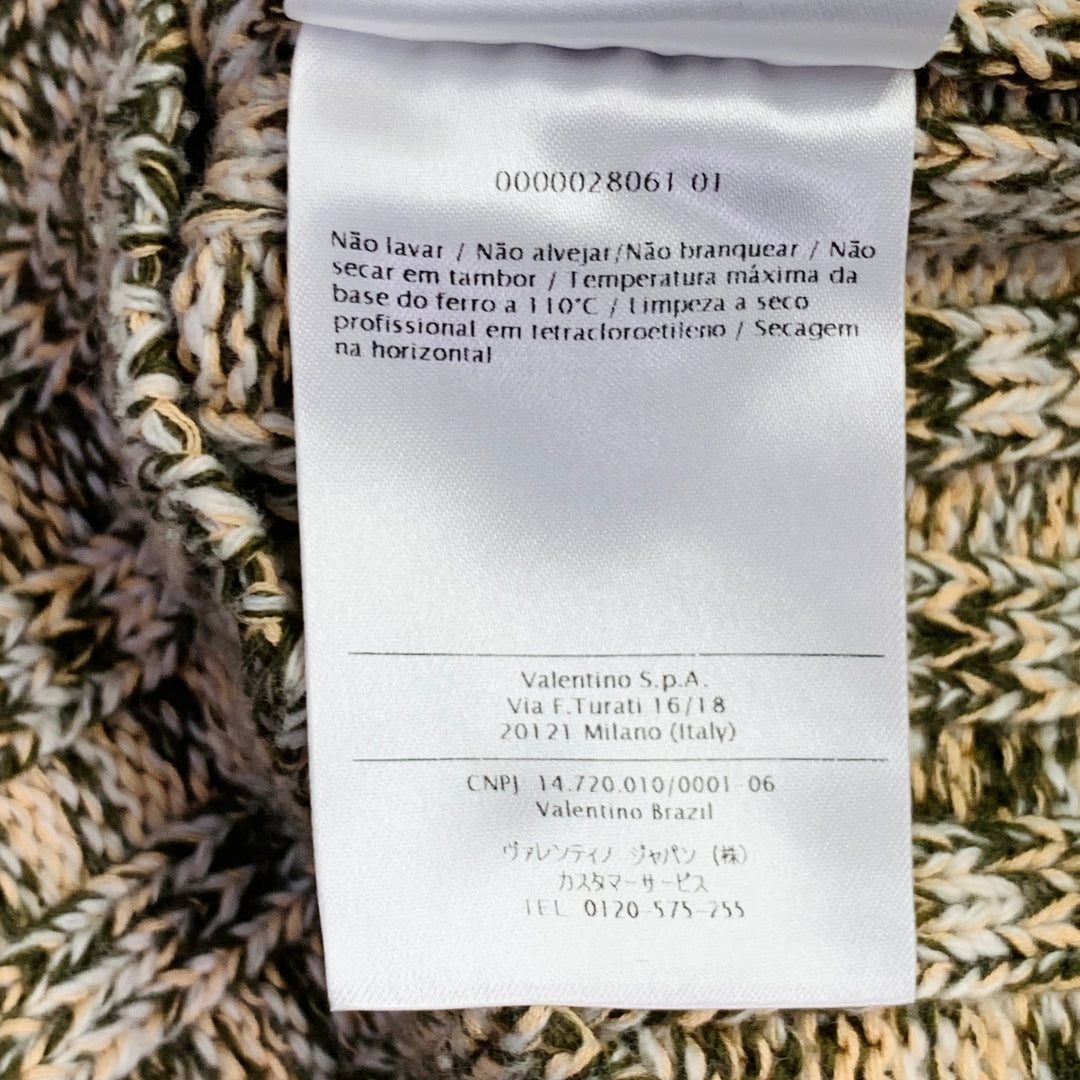 0000028061 01
Não lavar / Não alvejar/Não branquear / Não
secar em tambor / Temperatura máxima da
base do ferro a 110°C / Limpeza a seco
profissional em tetracloroetileno / Secagem
na horizontal
Valentino S.p.A.
Via F.Turati 16/18
20121 Milano (Italy)
CNPJ 14.720.010/0001-06
Valentino Brazil
ヴァレンティノ ジャパン (株)
カスタマーサービス
TEL 0120-575-255